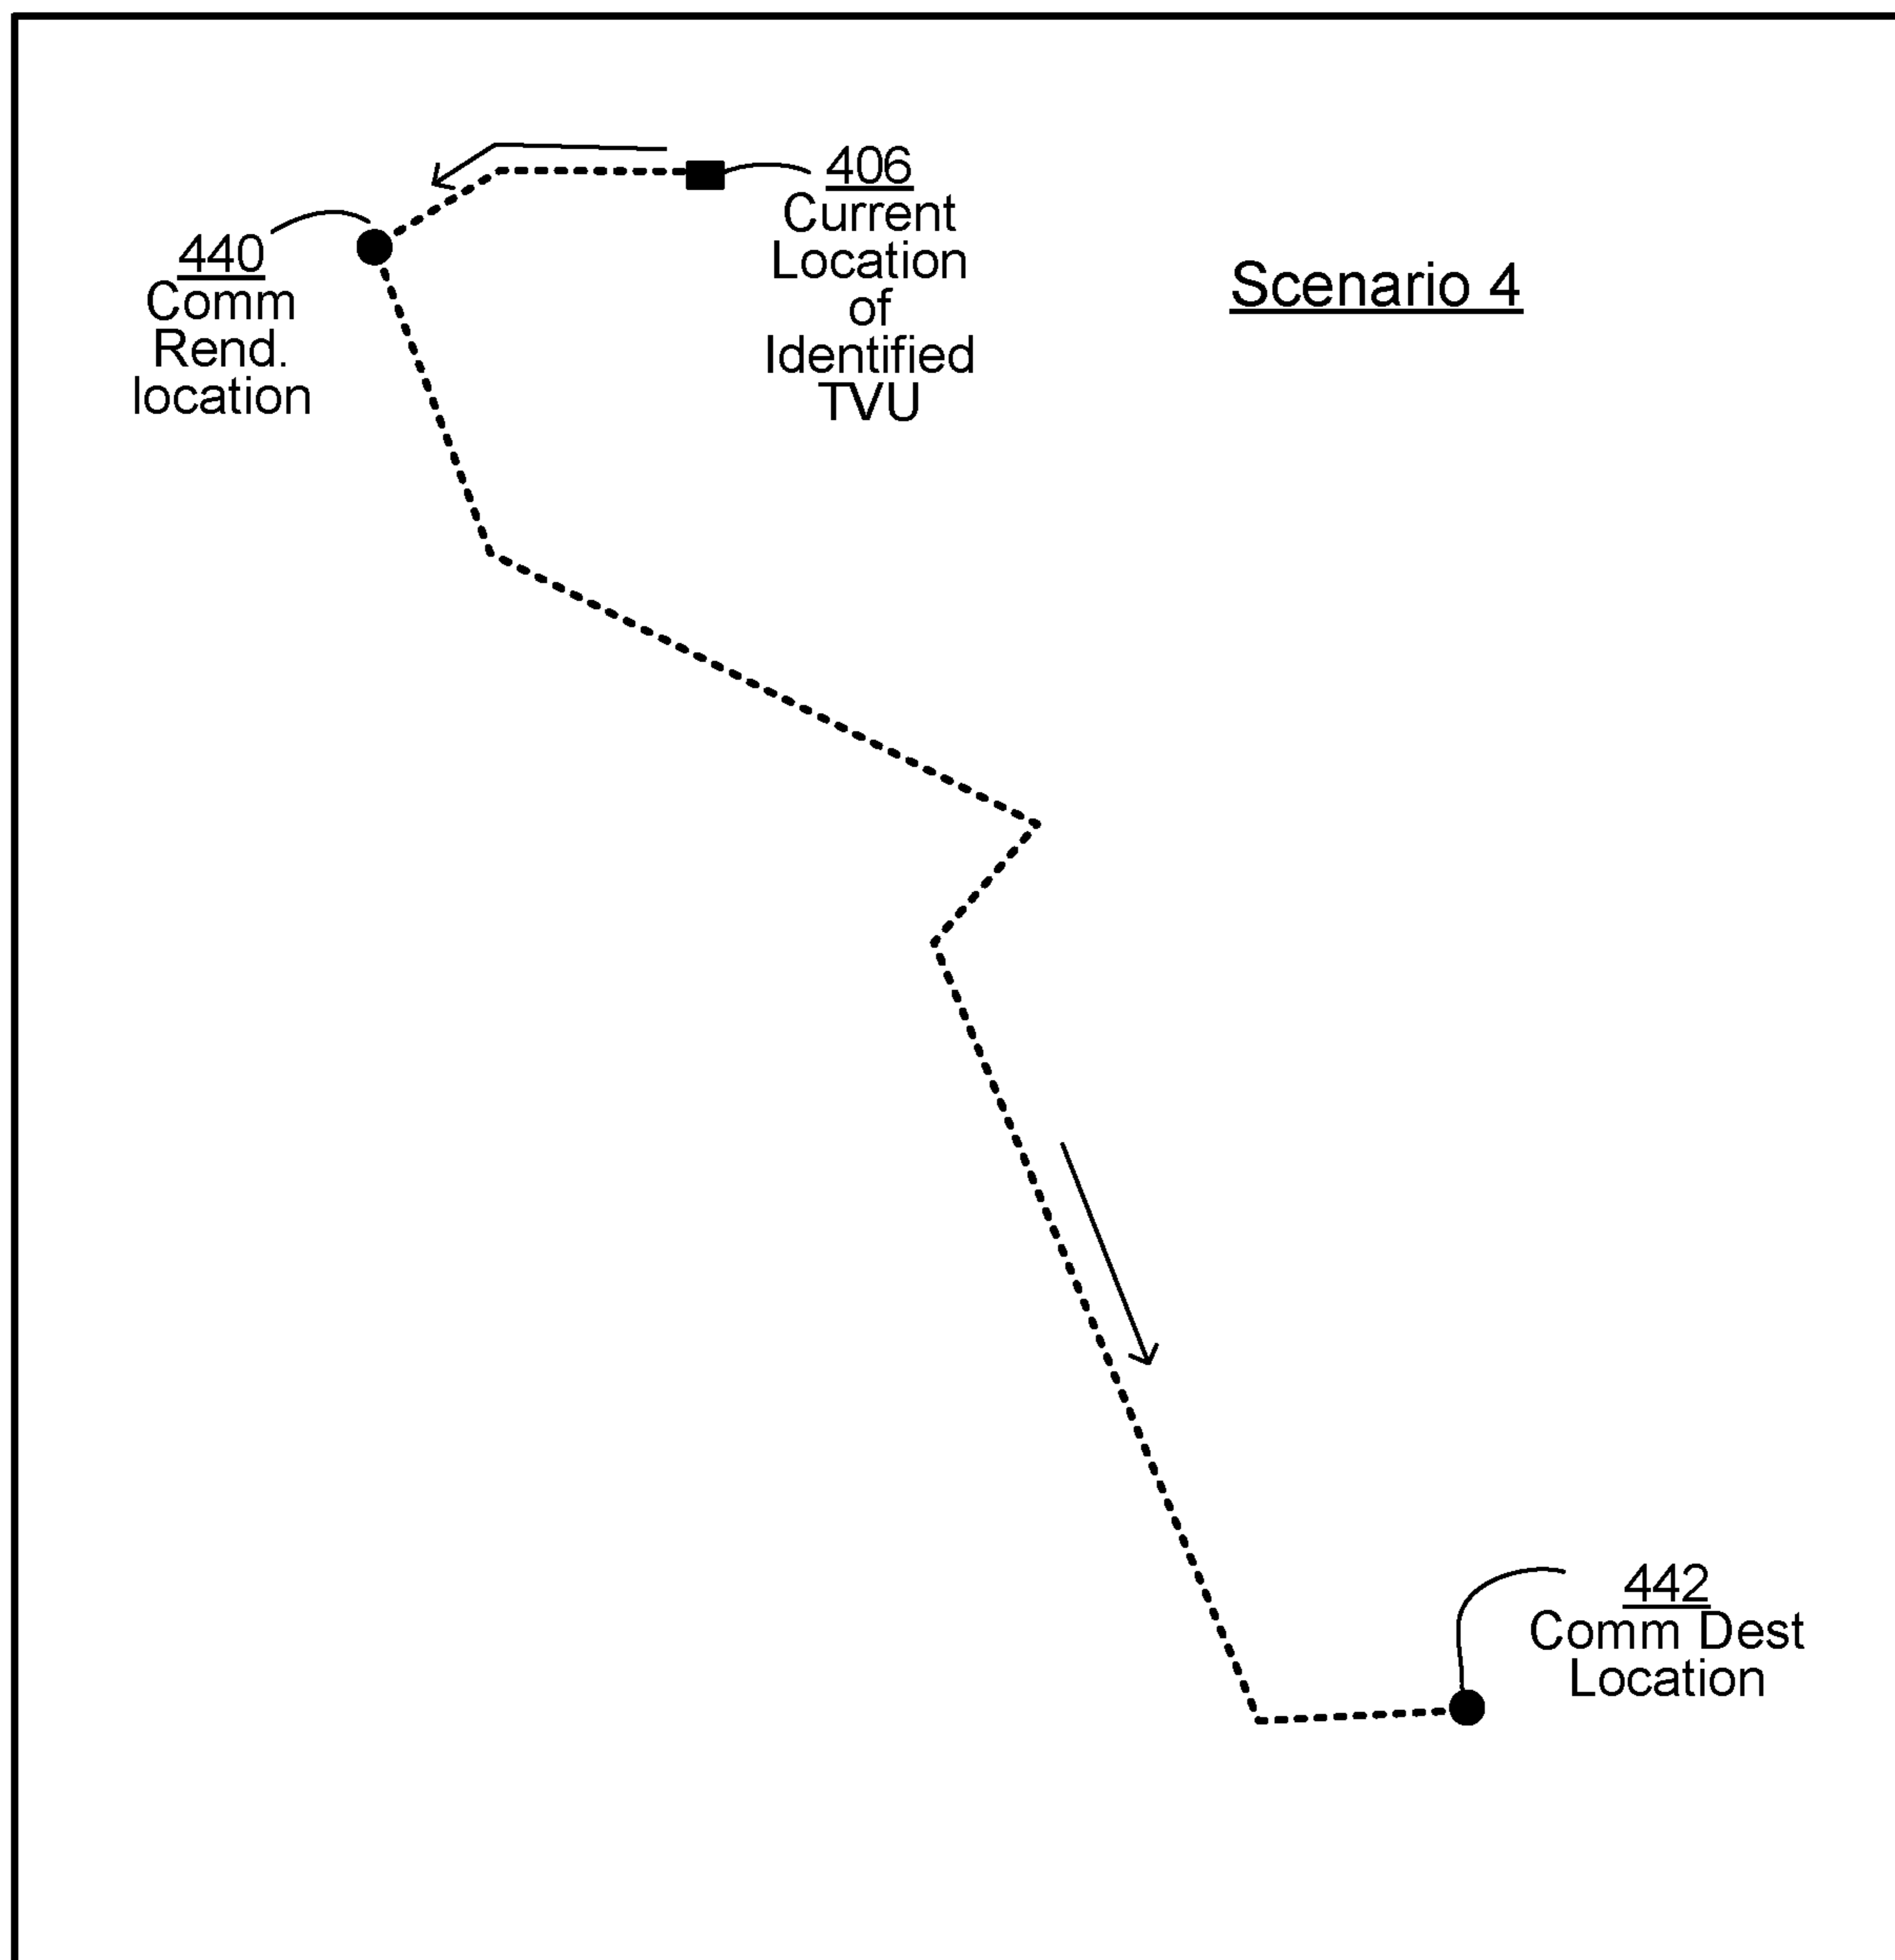 406
Current
Location
of
Identified
TVU
440
Comm
Rend.
location
Scenario 4
442
Comm Dest
Location